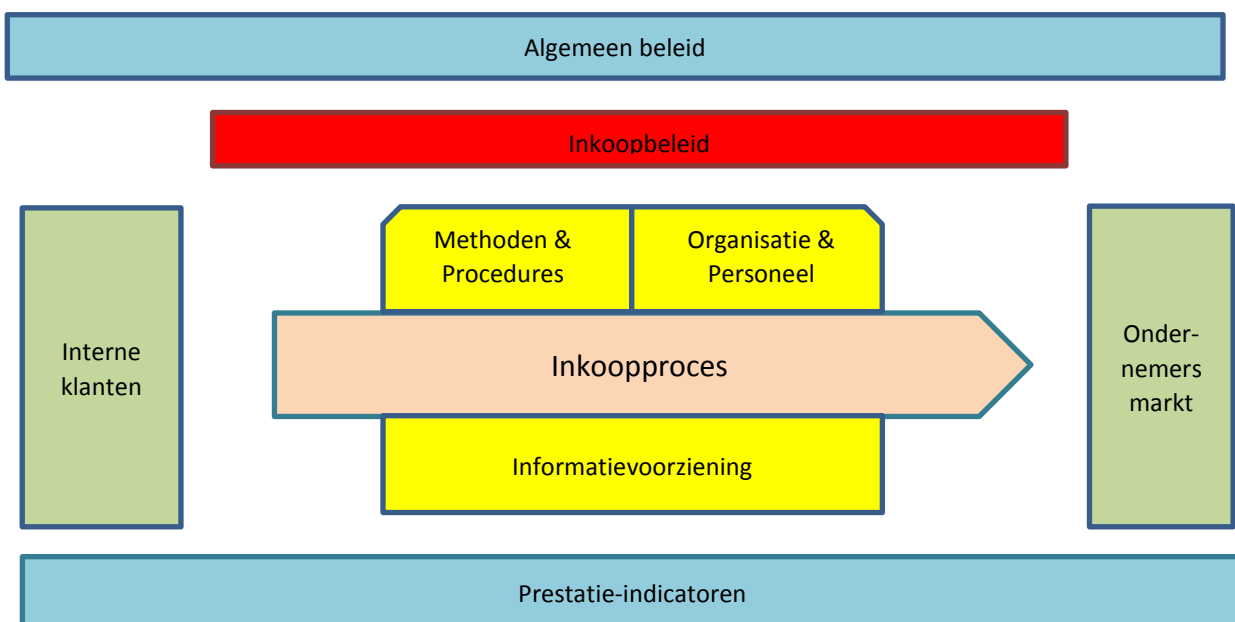 Algemeen beleid
Inkoopbeleid
Methoden &
Procedures
Organisatie &
Personeel
Interne
klanten
Inkoopproces
Onder-
nemers
markt
Informatievoorziening
Prestatie-indicatoren